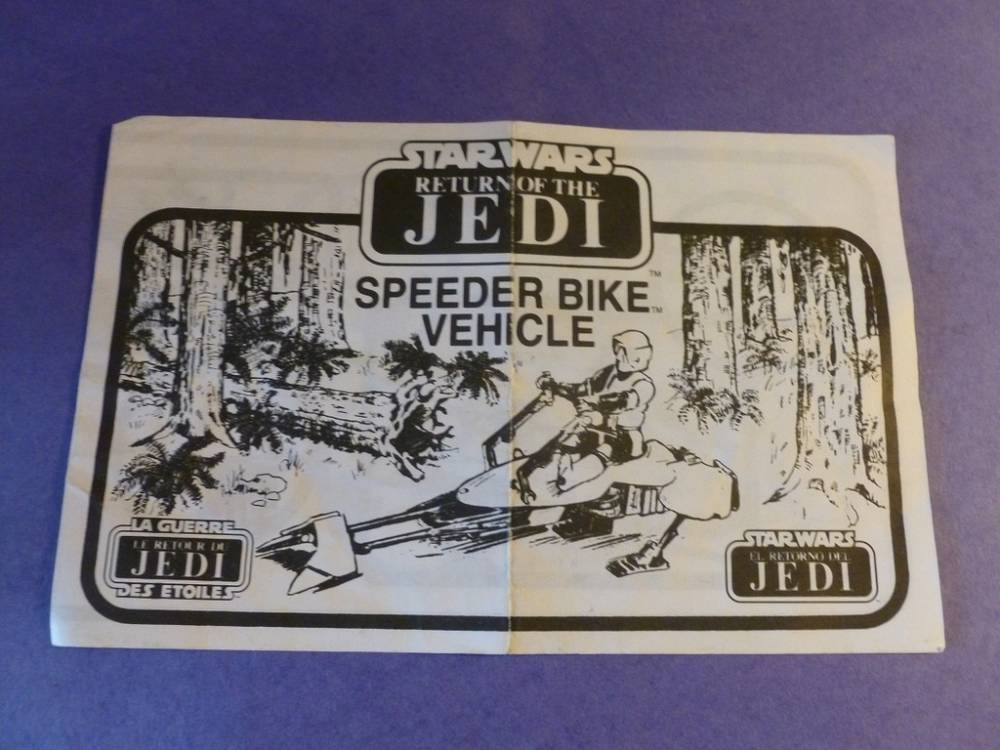 STAR WARS
RETURN OF THE
JEDI
SPEEDER BIKE™
VEHICLE™
LA GUERRE
LE RETOUR DU
JEDI
DES ETOILES
STAR WARS
EL RETORNO DEL
JEDI